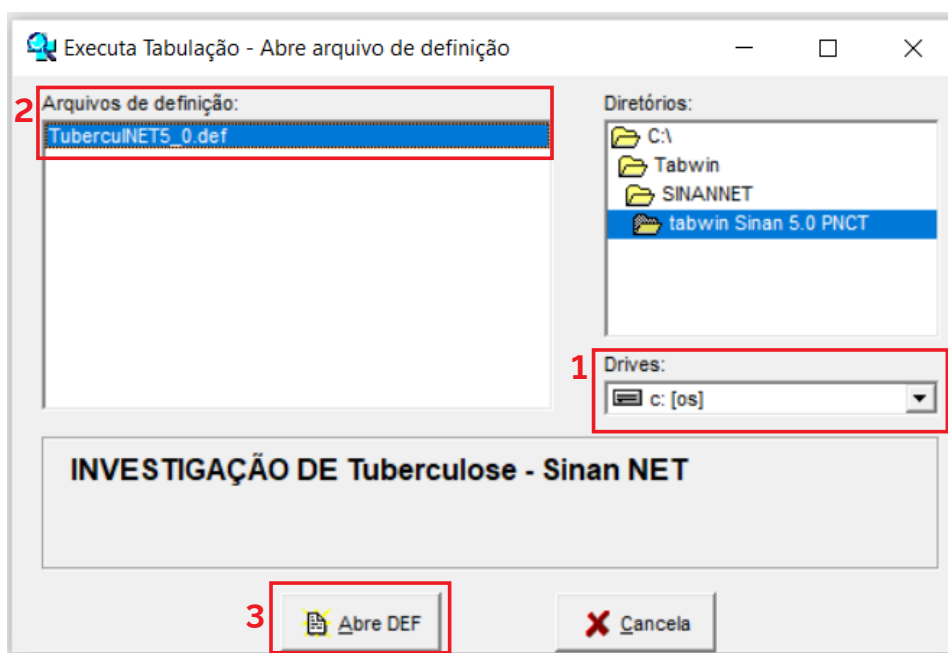 Executa Tabulação - Abre arquivo de definição
2
Arquivos de definição:
TuberculNET5_0.def
Diretórios:
C:\
Tabwin
SINANNET
tabwin Sinan 5.0 PNCT
1
Drives:
c: [os]
INVESTIGAÇÃO DE Tuberculose - Sinan NET
3
Abre DEF
Cancela